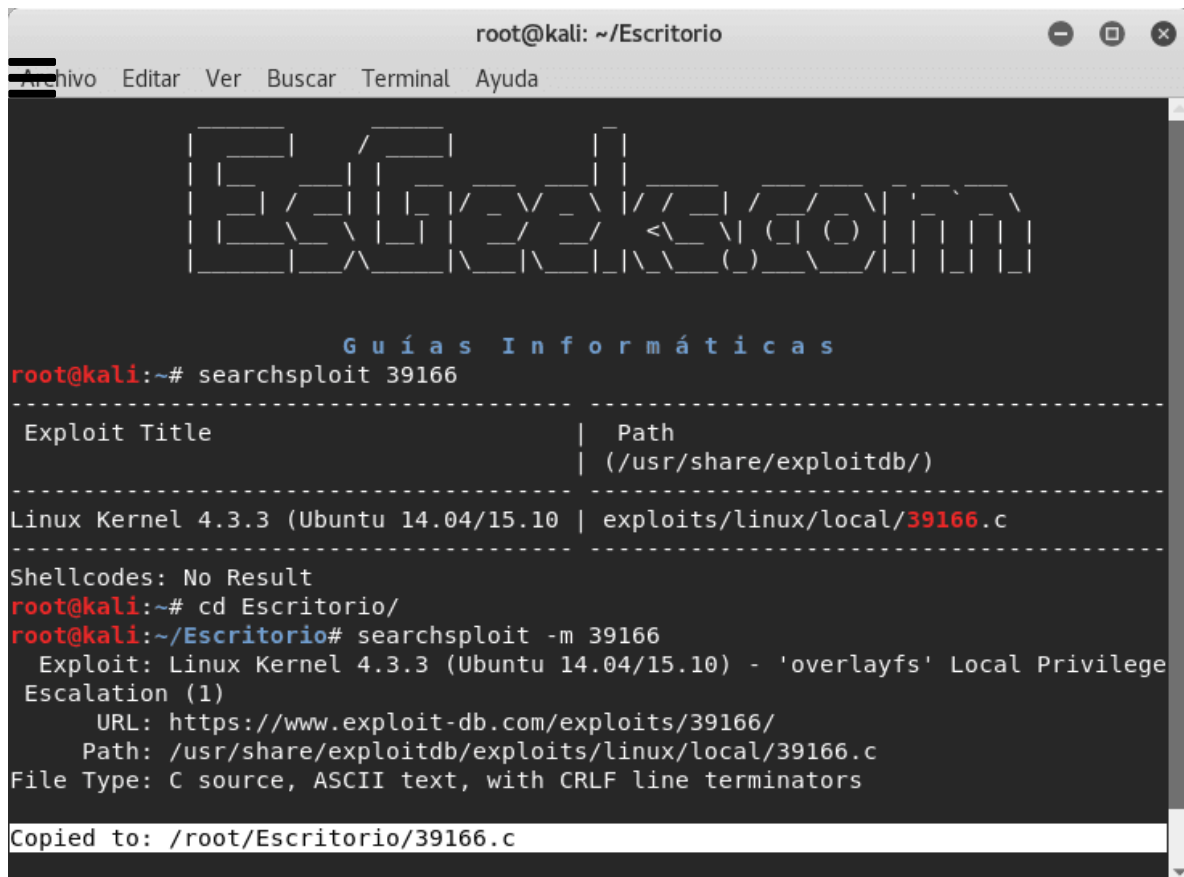 root@kali: ~/Escritorio
Archivo Editar Ver Buscar Terminal Ayuda
EsGeeks.com
Guías Informáticas
root@kali:~# searchsploit 39166
---------------------------------------- ----------------------------------------
Exploit Title | Path
| (/usr/share/exploitdb/)
---------------------------------------- ----------------------------------------
Linux Kernel 4.3.3 (Ubuntu 14.04/15.10 | exploits/linux/local/39166.c
---------------------------------------- ----------------------------------------
Shellcodes: No Result
root@kali:~# cd Escritorio/
root@kali:~/Escritorio# searchsploit -m 39166
Exploit: Linux Kernel 4.3.3 (Ubuntu 14.04/15.10) - 'overlayfs' Local Privilege
Escalation (1)
URL: https://www.exploit-db.com/exploits/39166/
Path: /usr/share/exploitdb/exploits/linux/local/39166.c
File Type: C source, ASCII text, with CRLF line terminators
Copied to: /root/Escritorio/39166.c